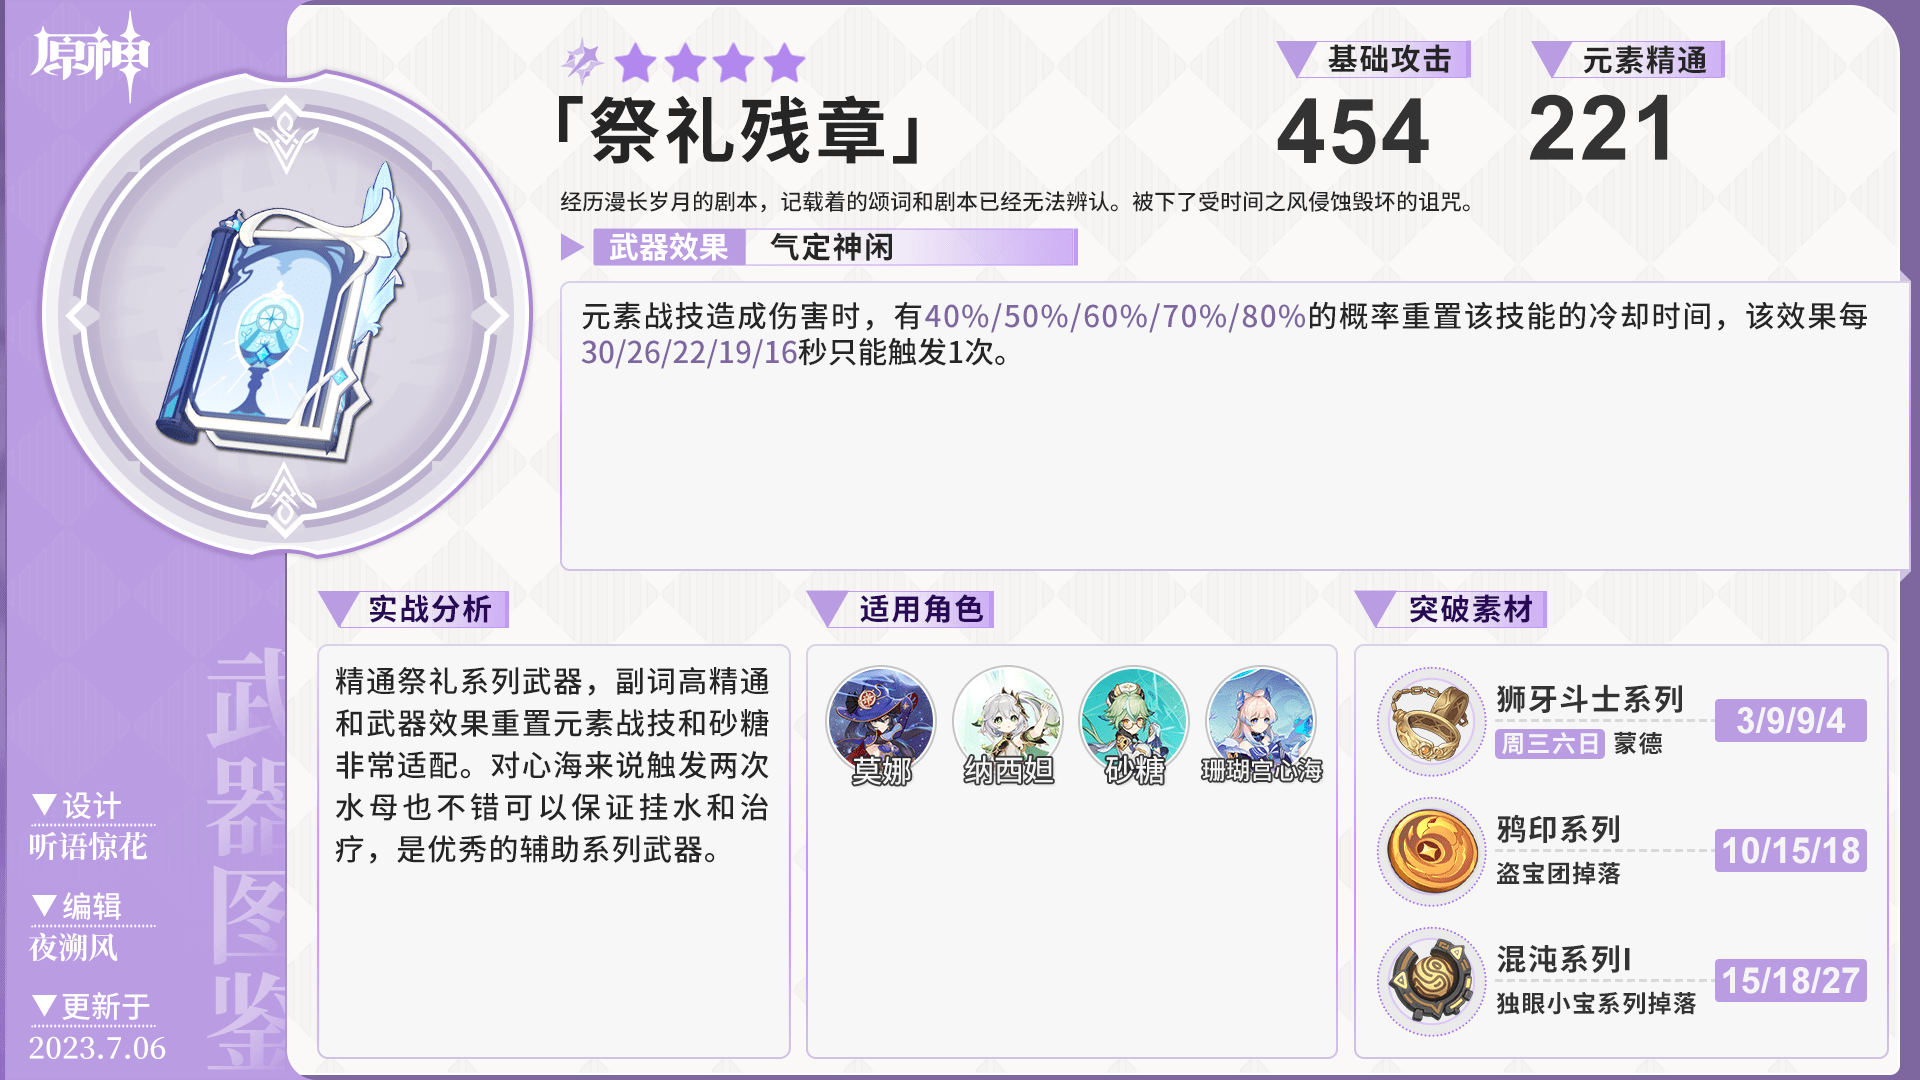 原神
「祭礼残章」
基础攻击
454
元素精通
221
经历漫长岁月的剧本，记载着的颂词和剧本已经无法辨认。被下了受时间之风侵蚀毁坏的诅咒。
武器效果 气定神闲
元素战技造成伤害时，有40%/50%/60%/70%/80%的概率重置该技能的冷却时间，该效果每
30/26/22/19/16秒只能触发1次。
实战分析
精通祭礼系列武器，副词高精通
和武器效果重置元素战技和砂糖
非常适配。对心海来说触发两次
水母也不错可以保证挂水和治
疗，是优秀的辅助系列武器。
适用角色
莫娜
纳西妲
砂糖
珊瑚宫心海
突破素材
狮牙斗士系列
周三六日 蒙德
3/9/9/4
鸦印系列
盗宝团掉落
10/15/18
混沌系列I
独眼小宝系列掉落
15/18/27
武器图鉴
▼设计
听语惊花
▼编辑
夜溯风
▼更新于
2023.7.06